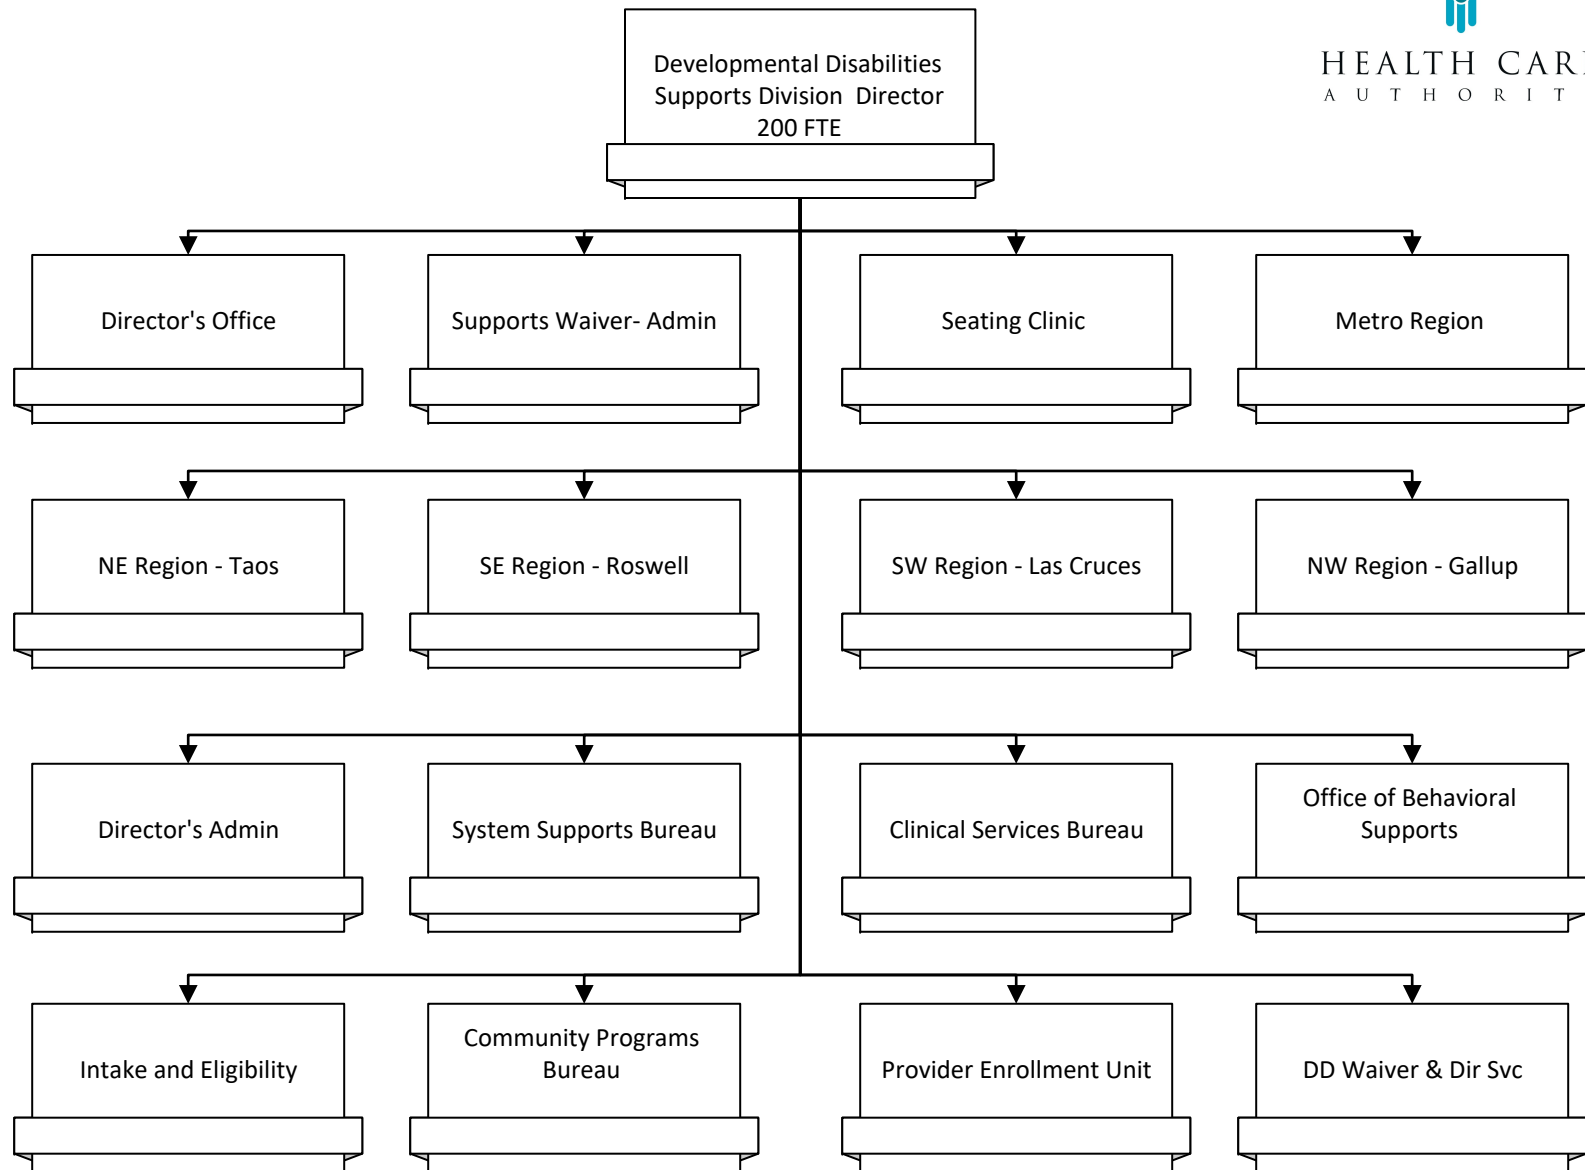 Developmental Disabilities
Supports Division Director
200 FTE
HEALTH CARE
AUTHORIT
Director's Office
Supports Waiver- Admin
Seating Clinic
Metro Region
NE Region - Taos
SE Region - Roswell
SW Region - Las Cruces
NW Region - Gallup
Director's Admin
System Supports Bureau
Clinical Services Bureau
Office of Behavioral
Supports
Intake and Eligibility
Community Programs
Bureau
Provider Enrollment Unit
DD Waiver & Dir Svc